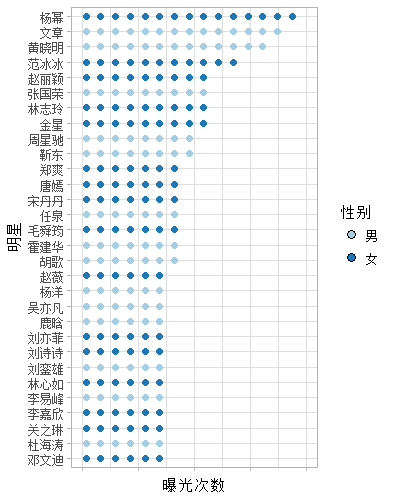 杨幂
文章
黄晓明
范冰冰
赵丽颖
张国荣
林志玲
金星
周星驰
靳东
郑爽
唐嫣
宋丹丹
任泉
毛舜筠
霍建华
胡歌
赵薇
杨洋
吴亦凡
鹿晗
刘亦菲
刘诗诗
刘銮雄
林心如
李易峰
李嘉欣
关之琳
杜海涛
邓文迪
明星
曝光次数
性别
男
女